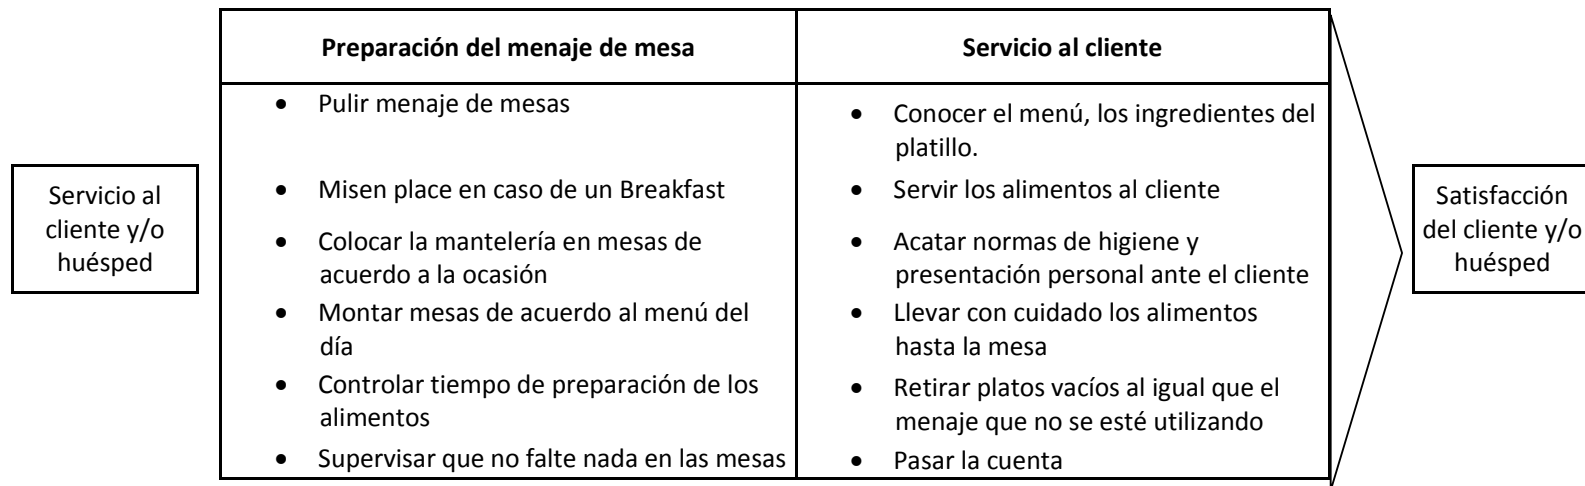 Servicio al
cliente y/o
huésped
Preparación del menaje de mesa
• Pulir menaje de mesas
• Misen place en caso de un Breakfast
• Colocar la mantelería en mesas de
acuerdo a la ocasión
• Montar mesas de acuerdo al menú del
día
• Controlar tiempo de preparación de los
alimentos
• Supervisar que no falte nada en las mesas
Servicio al cliente
• Conocer el menú, los ingredientes del
platillo.
• Servir los alimentos al cliente
• Acatar normas de higiene y
presentación personal ante el cliente
• Llevar con cuidado los alimentos
hasta la mesa
• Retirar platos vacíos al igual que el
menaje que no se esté utilizando
• Pasar la cuenta
Satisfacción
del cliente y/o
huésped